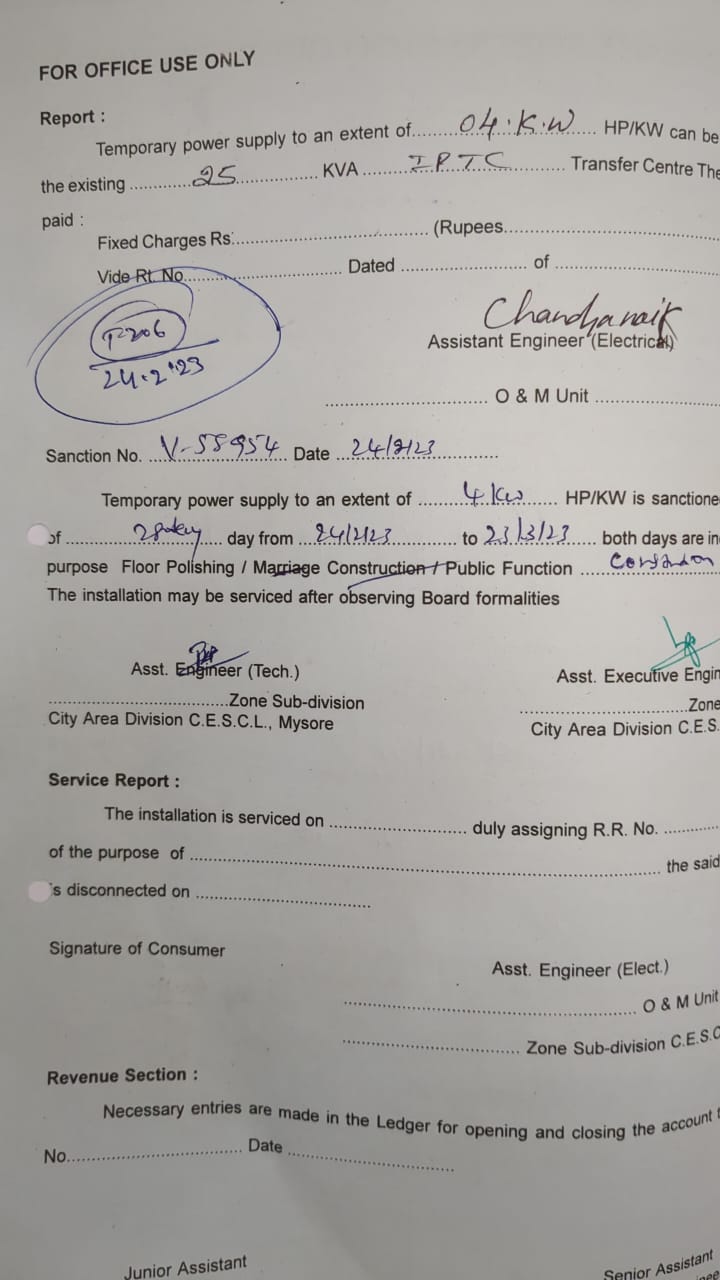 FOR OFFICE USE ONLY
Report :
Temporary power supply to an extent of........04.K.W.... HP/KW can be
the existing ............25............... KVA ........I.P.T.C........... Transfer Centre The
paid :
Fixed Charges Rs:.................................... (Rupees........................................
Vide Rt. No............................ Dated ....................... of ..............................
T-206
24.2.23
Chandanaik
Assistant Engineer (Electrical)
............................. O & M Unit ......................
Sanction No. ...V-58954... Date ...24/2/23..............
Temporary power supply to an extent of .........4 Kw...... HP/KW is sanctione
of ..............28 day.... day from ...24/2/23............. to 23/3/23..... both days are in
purpose Floor Polishing / Marriage Construction / Public Function ......
The installation may be serviced after observing Board formalities
Asst. Engineer (Tech.)
Asst. Executive Engin
.................................Zone Sub-division
..............................Zone
City Area Division C.E.S.C.L., Mysore
City Area Division C.E.S.
Service Report :
The installation is serviced on ......................... duly assigning R.R. No. ..........
of the purpose of ................................................................................. the said
is disconnected on ................................
Signature of Consumer
Asst. Engineer (Elect.)
..................................................... O & M Unit
................................ Zone Sub-division C.E.S.C
Revenue Section :
Necessary entries are made in the Ledger for opening and closing the account t
No................................ Date ..............................
Junior Assistant
Senior Assistant